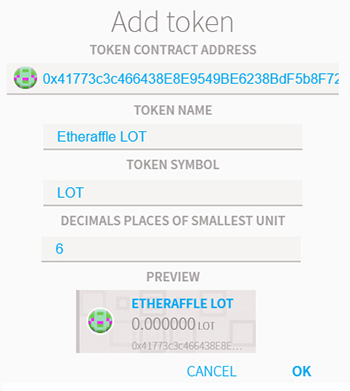 Add token
TOKEN CONTRACT ADDRESS
0x41773c3c466438E8E9549BE6238BdF5b8F72
TOKEN NAME
Etheraffle LOT
TOKEN SYMBOL
LOT
DECIMALS PLACES OF SMALLEST UNIT
6
PREVIEW
ETHERAFFLE LOT
0.000000 LOT
0x41773c3c466438E8E...
CANCEL OK